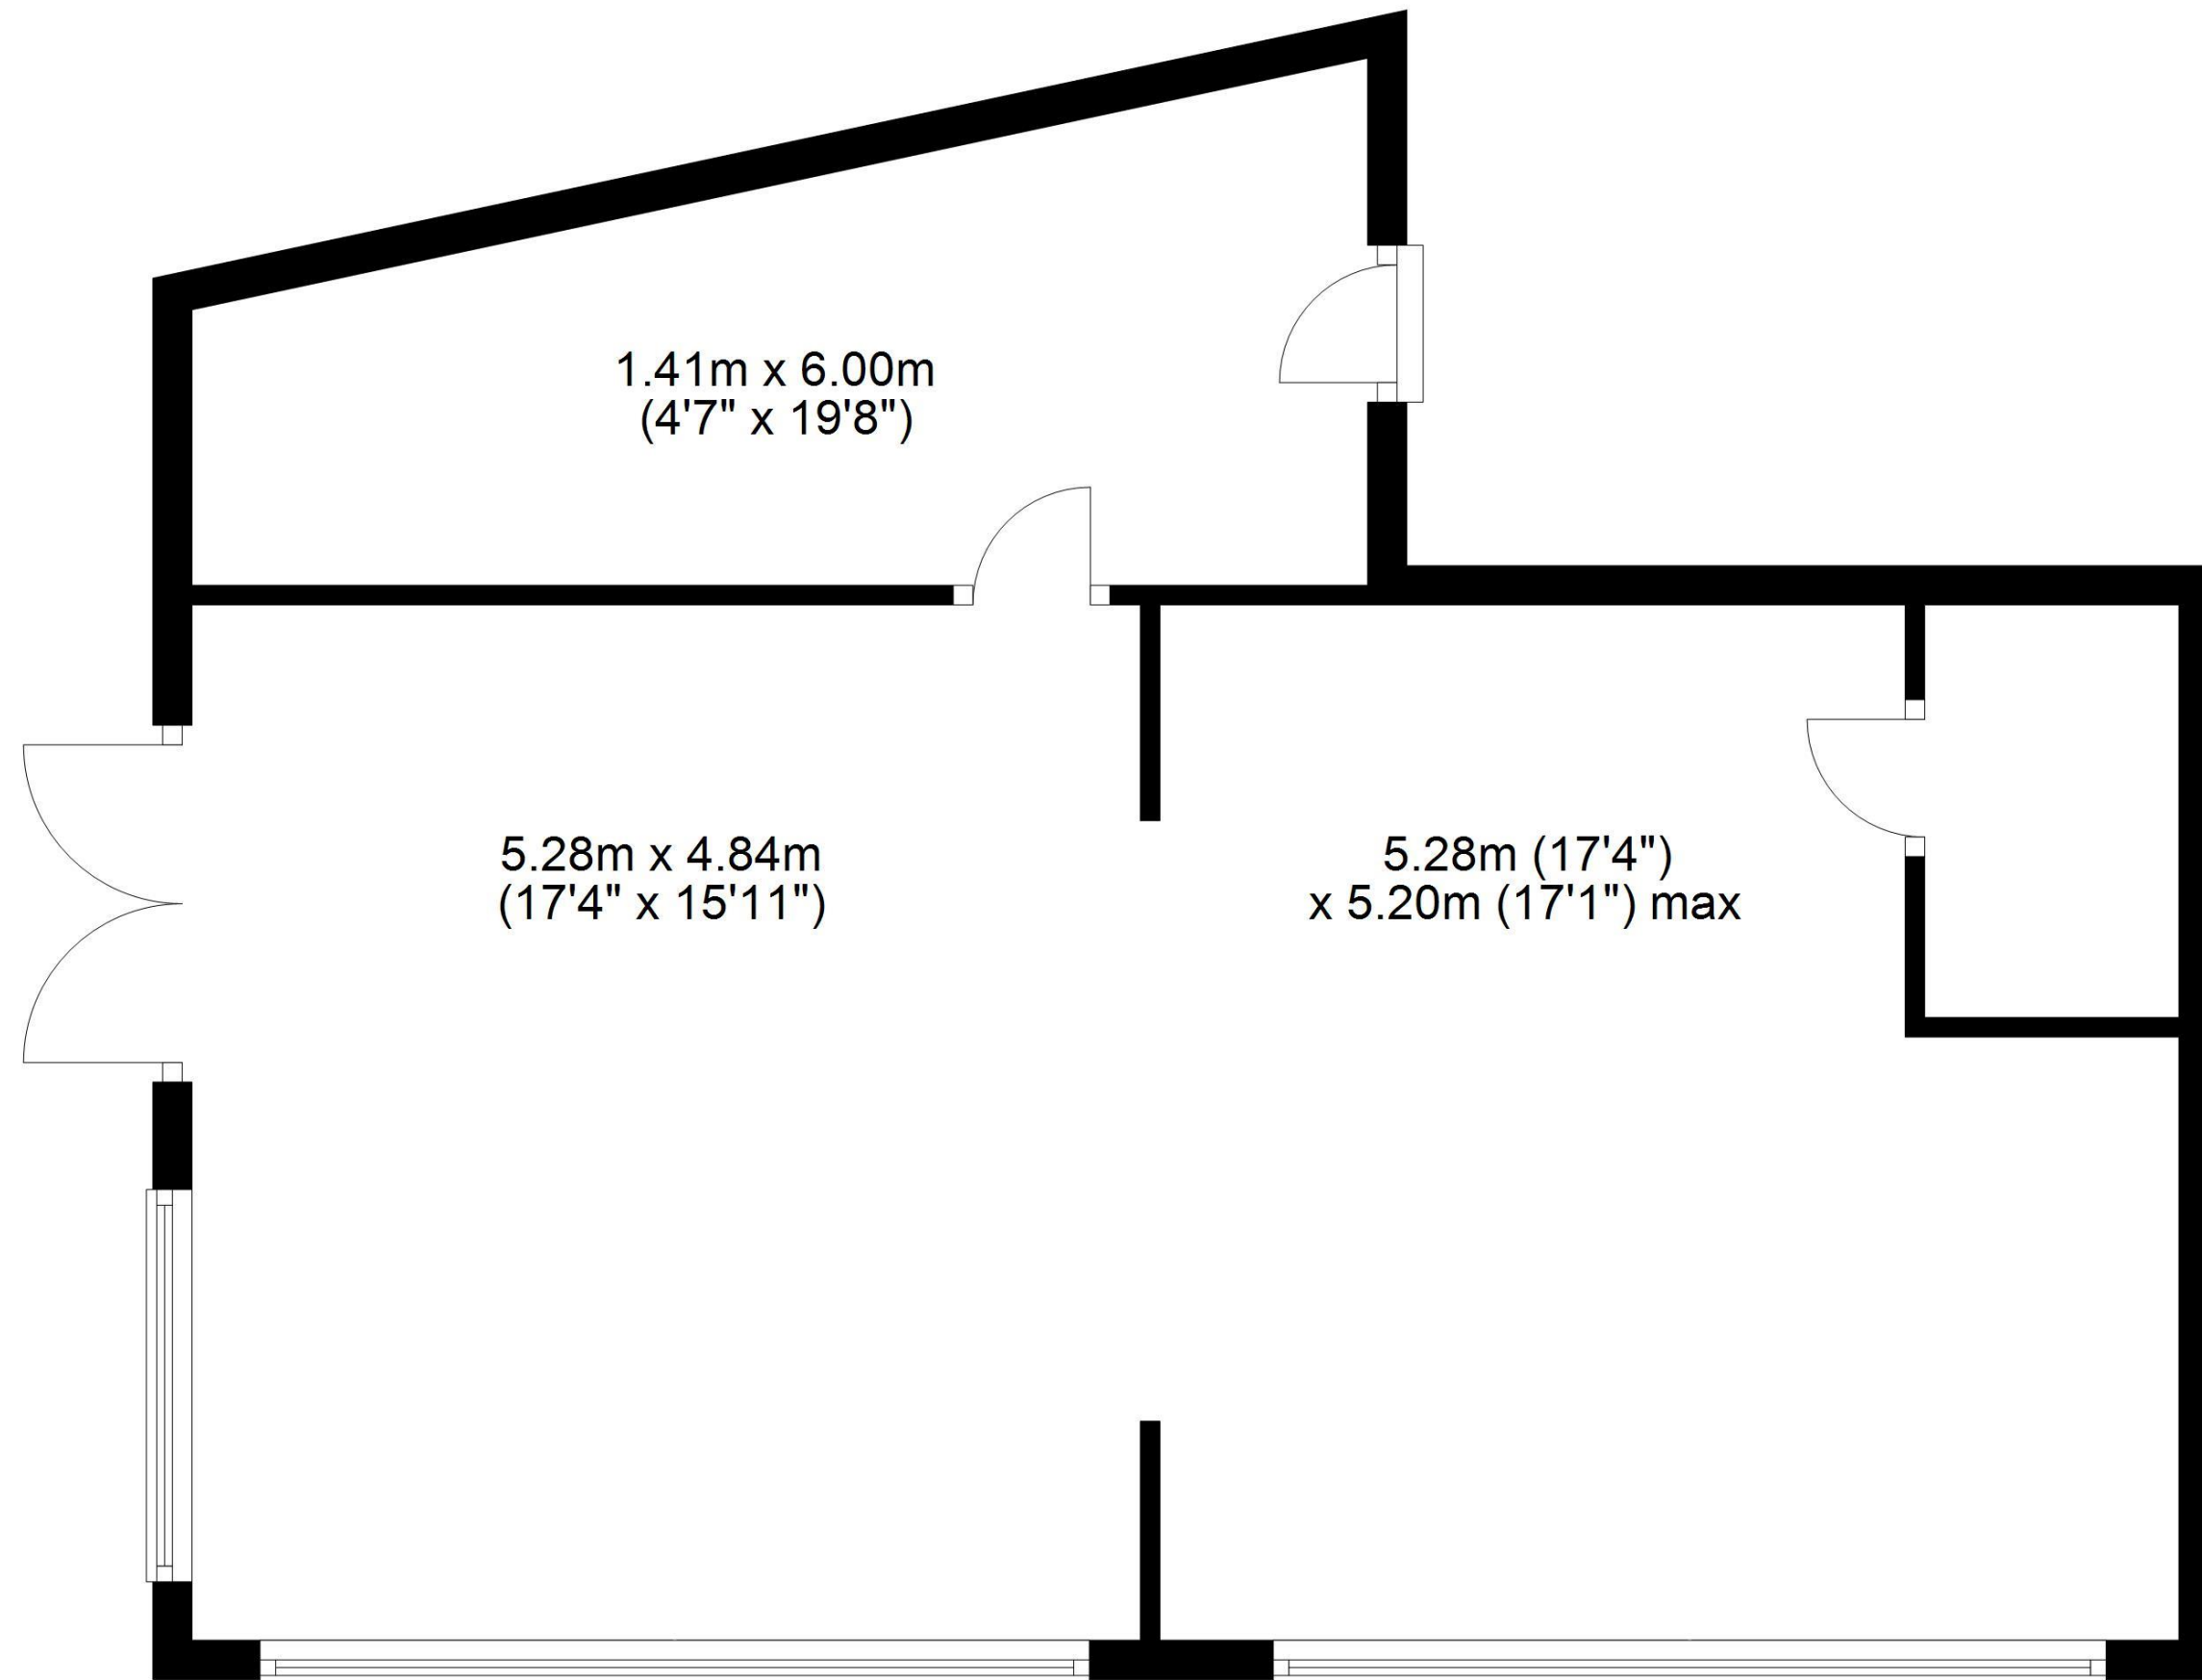 1.41m x 6.00m
(4'7" x 19'8")
5.28m x 4.84m
(17'4" x 15'11")
5.28m (17'4")
x 5.20m (17'1") max